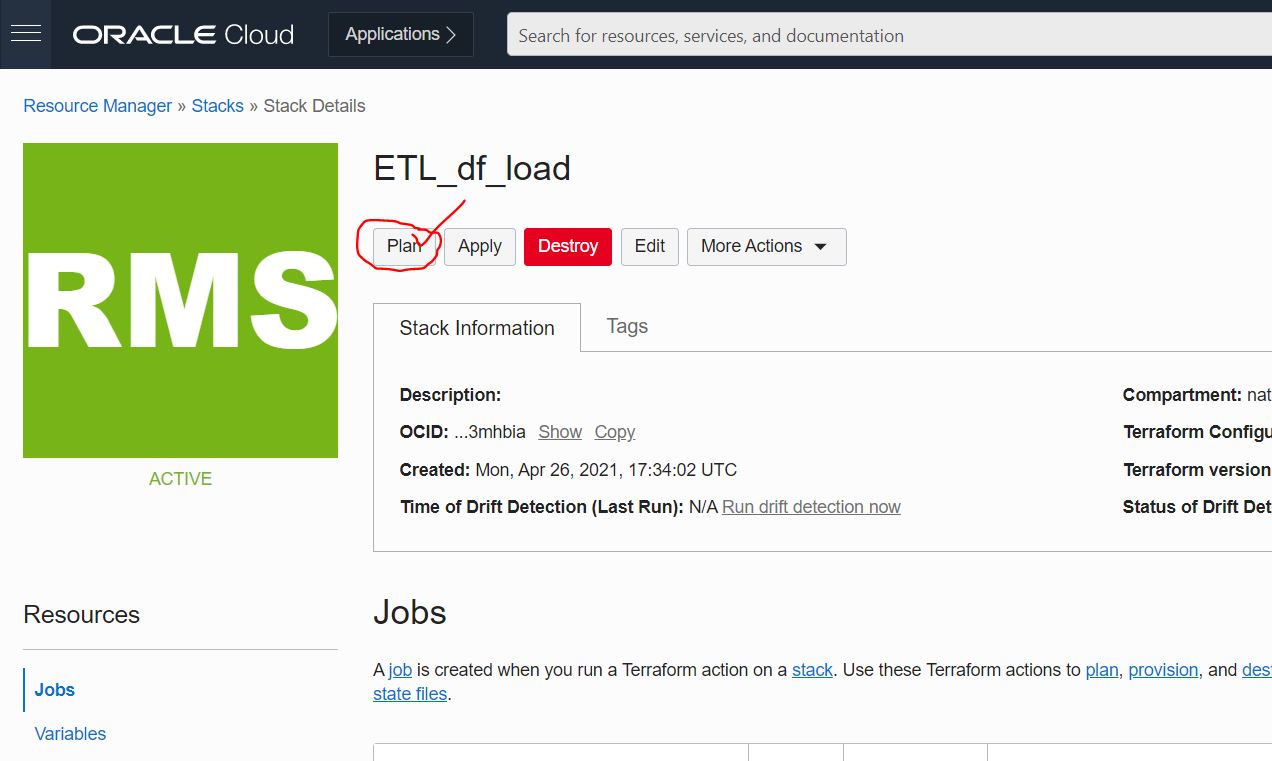 ORACLE Cloud Applications Search for resources, services, and documentation
Resource Manager » Stacks » Stack Details
RMS
ACTIVE
ETL_df_load
Plan Apply Destroy Edit More Actions
Stack Information Tags
Description: Compartment: nat
OCID: ...3mhbia Show Copy Terraform Configu
Created: Mon, Apr 26, 2021, 17:34:02 UTC Terraform version
Time of Drift Detection (Last Run): N/A Run drift detection now Status of Drift Det
Resources
Jobs
Variables
Jobs
A job is created when you run a Terraform action on a stack. Use these Terraform actions to plan, provision, and des
state files.